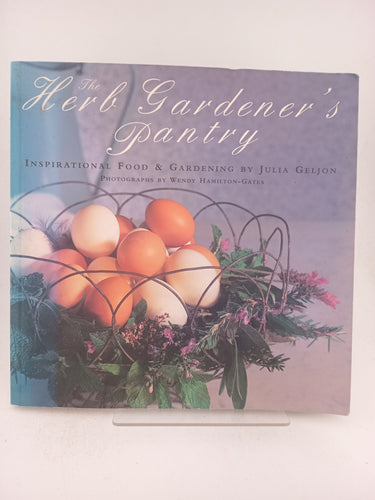 The
Herb Gardener's
Pantry
INSPIRATIONAL FOOD & GARDENING BY JULIA GELJON
PHOTOGRAPHS BY WENDY HAMILTON-GATES